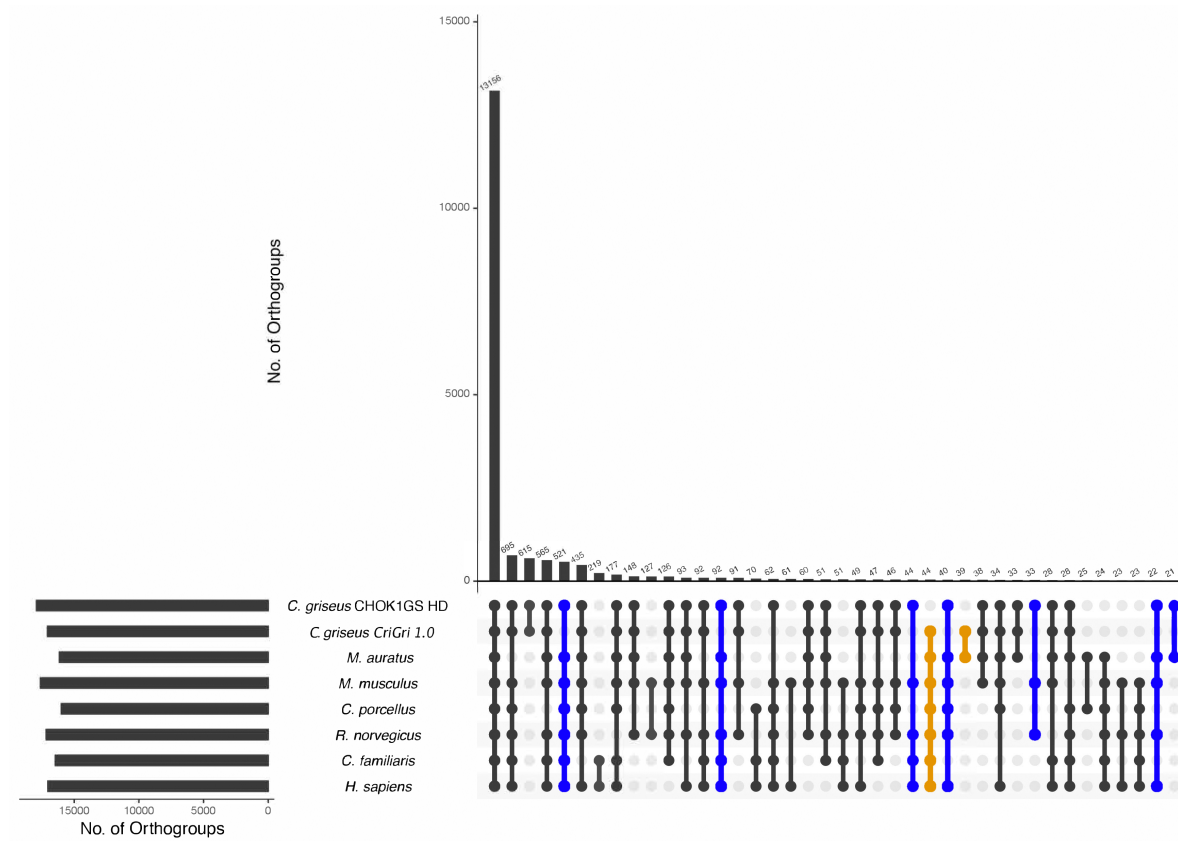 15000
13156
10000
No. of Orthogroups
5000
695 615 565 521 435 219 177 148 127 126 93 92 92 91 70 62 61 60 51 51 49 47 46 44 44 40 39 38 34 33 33 28 28 25 24 23 23 22 21
0
C. griseus CHOK1GS HD
C. griseus CriGri 1.0
M. auratus
M. musculus
C. porcellus
R. norvegicus
C. familiaris
H. sapiens
15000 10000 5000 0
No. of Orthogroups